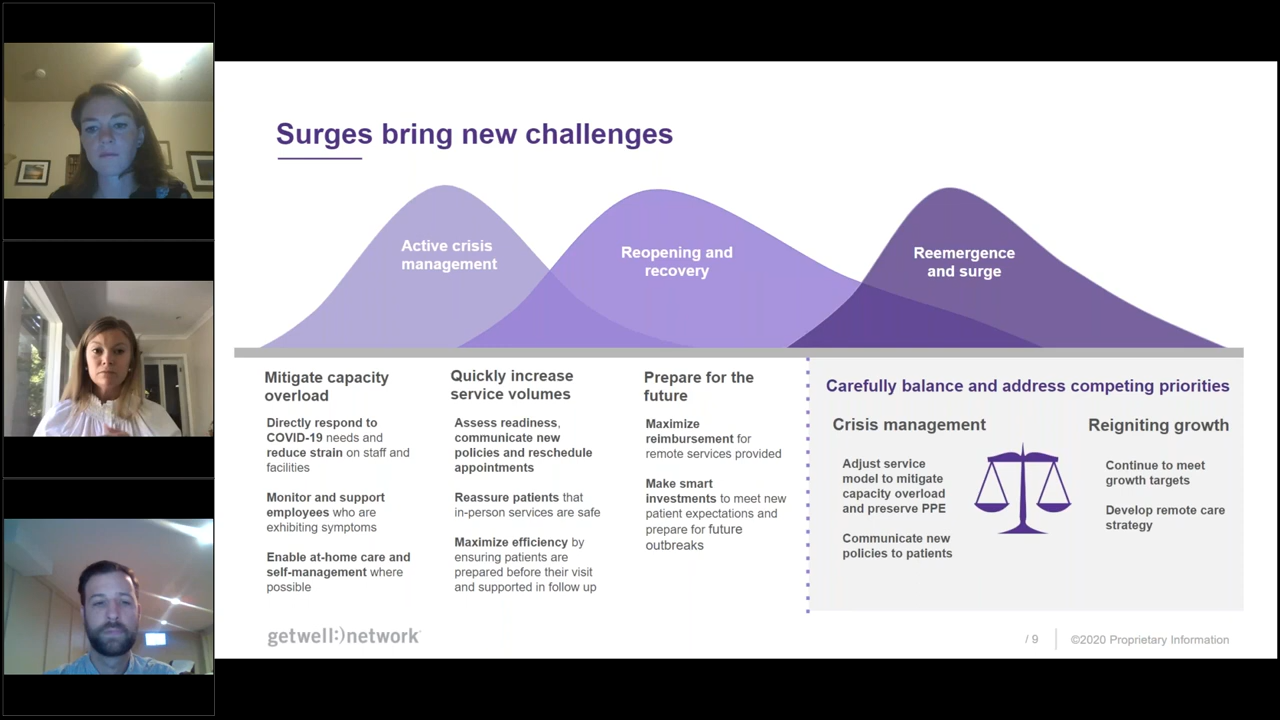 Surges bring new challenges
Active crisis
management
Reopening and
recovery
Reemergence
and surge
Mitigate capacity
overload
Directly respond to
COVID-19 needs and
reduce strain on staff and
facilities
Monitor and support
employees who are
exhibiting symptoms
Enable at-home care and
self-management where
possible
Quickly increase
service volumes
Assess readiness,
communicate new
policies and reschedule
appointments
Reassure patients that
in-person services are safe
Maximize efficiency by
ensuring patients are
prepared before their visit
and supported in follow up
Prepare for the
future
Maximize
reimbursement for
remote services provided
Make smart
investments to meet new
patient expectations and
prepare for future
outbreaks
Carefully balance and address competing priorities
Crisis management
Adjust service
model to mitigate
capacity overload
and preserve PPE
Communicate new
policies to patients
Reigniting growth
Continue to meet
growth targets
Develop remote care
strategy
getwell:)network
/ 9
©2020 Proprietary Information